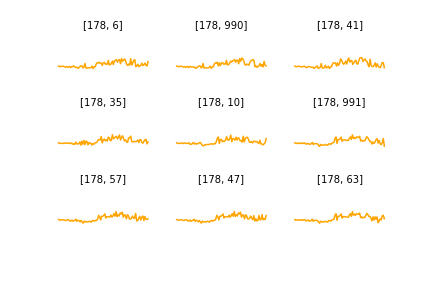 [178, 6] [178, 990] [178, 41]
[178, 35] [178, 10] [178, 991]
[178, 57] [178, 47] [178, 63]